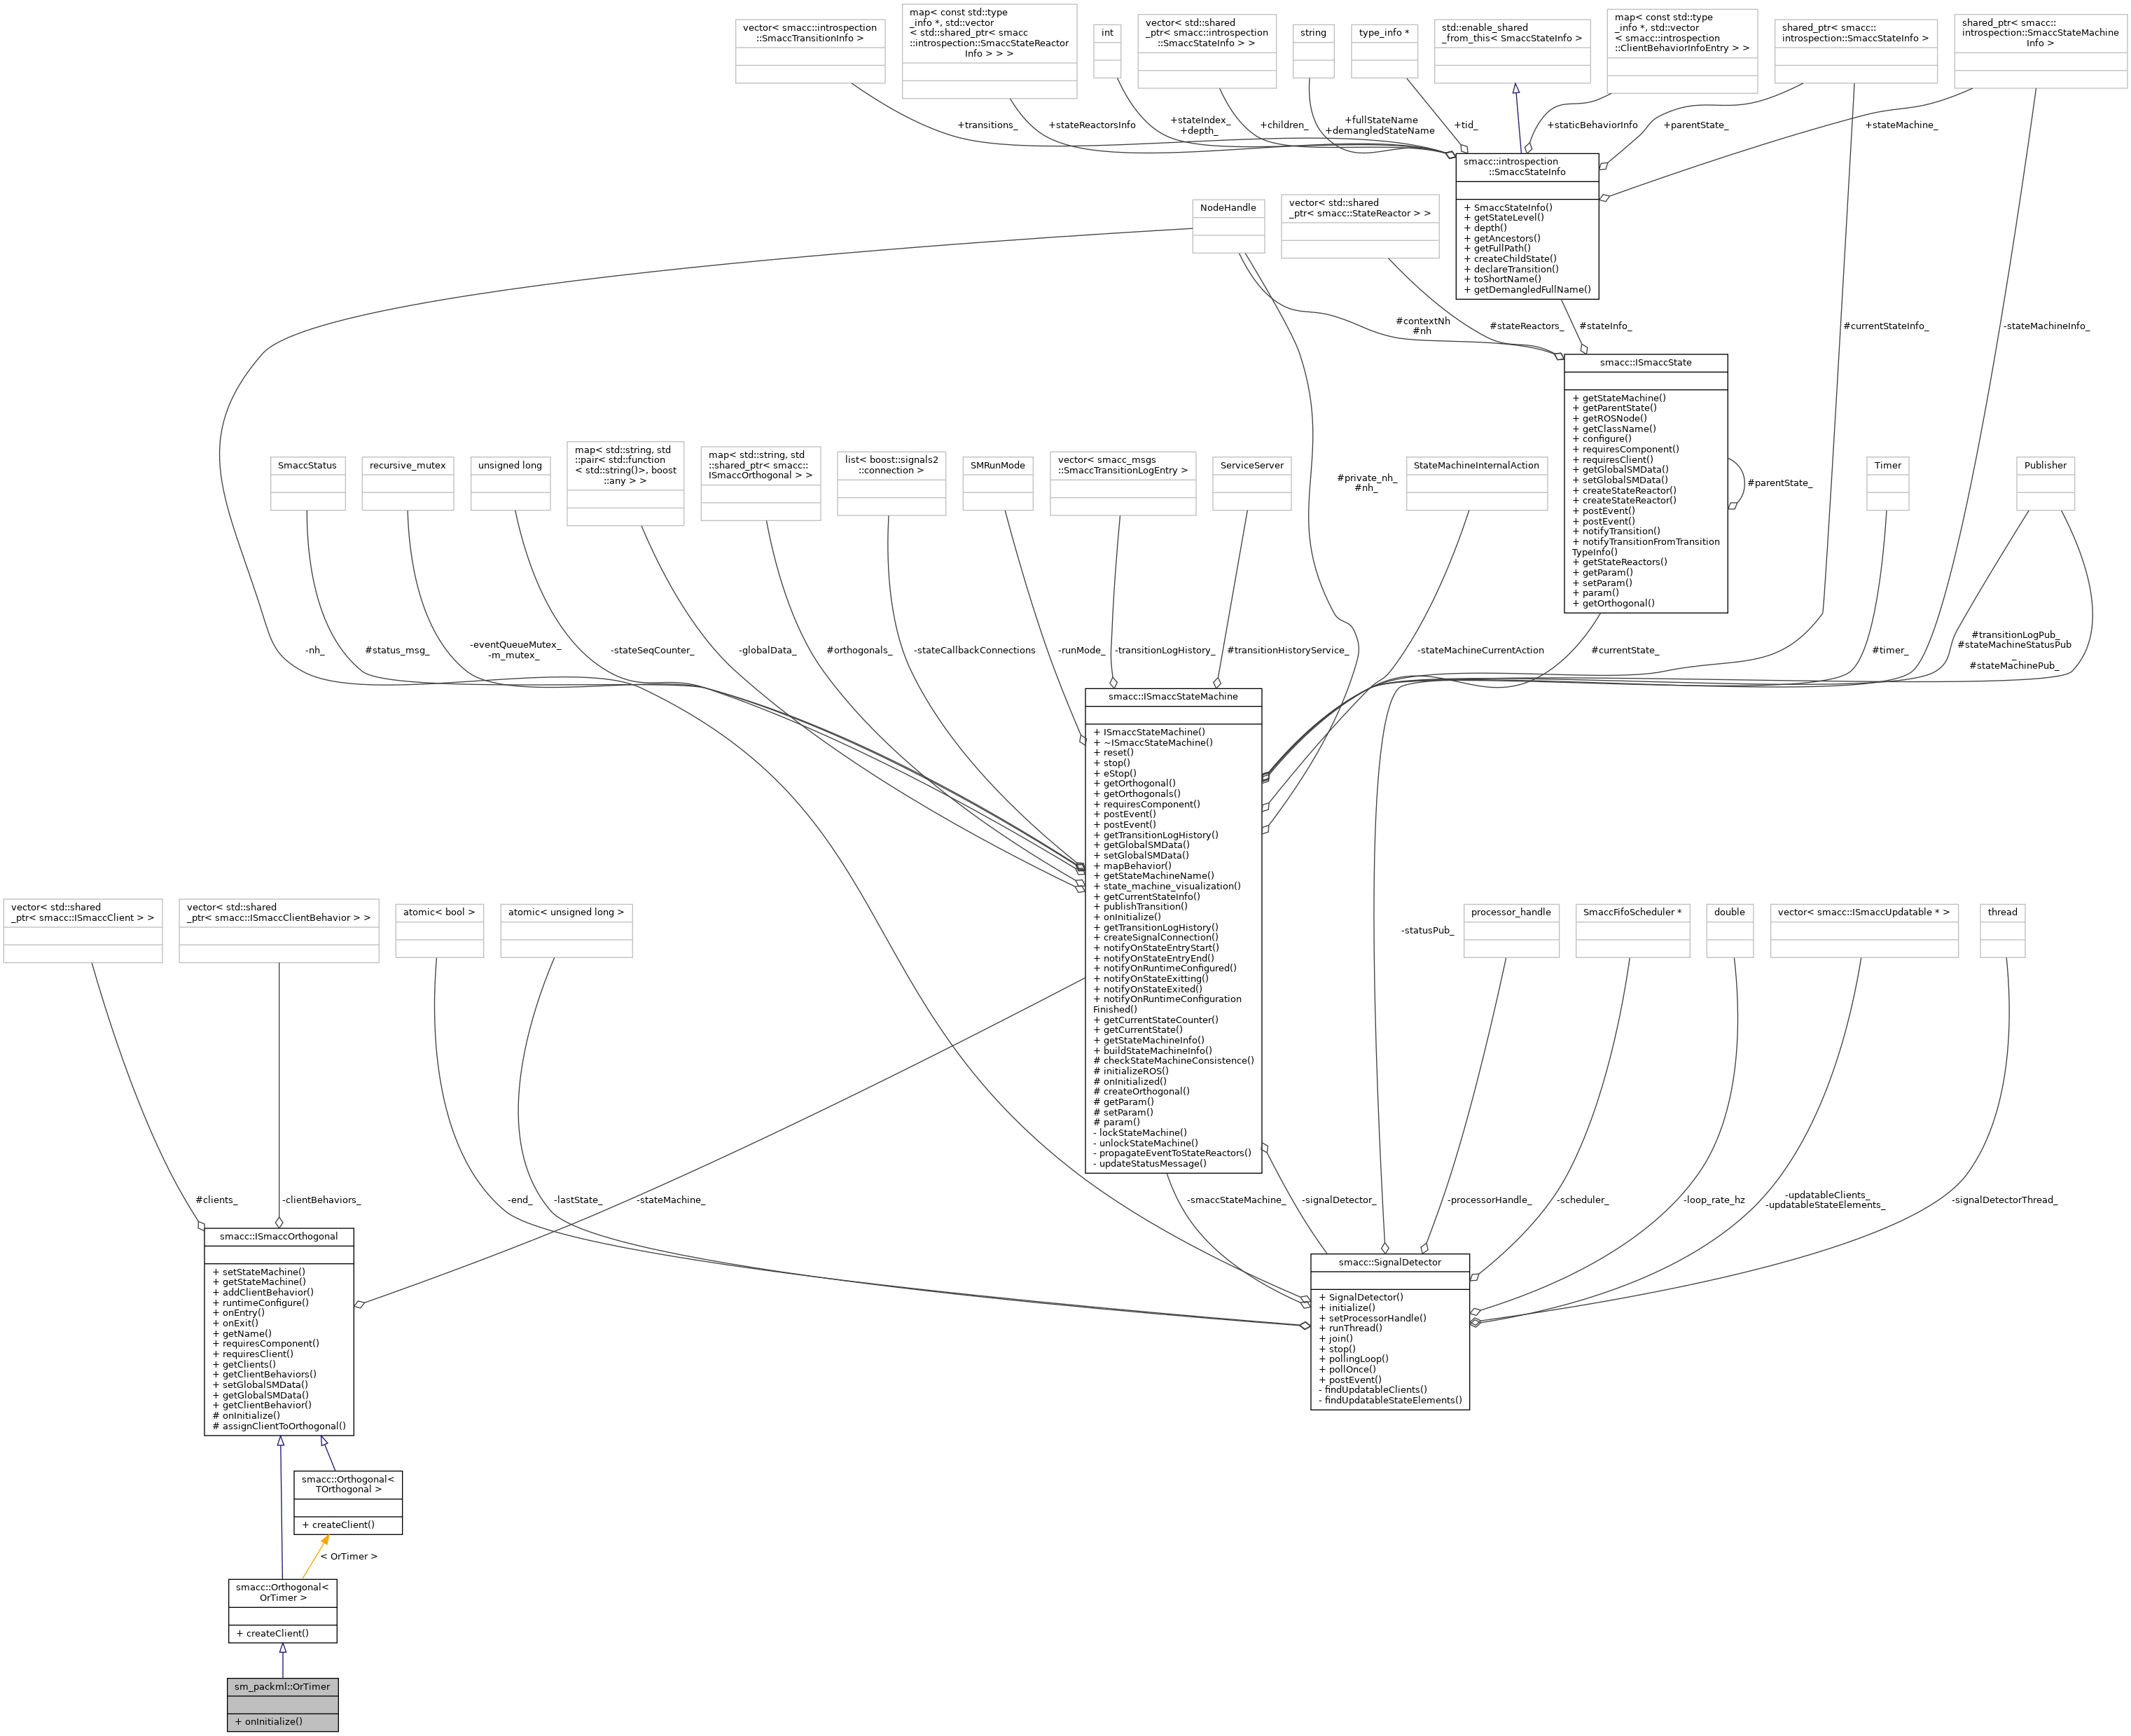 vector< smacc::introspection
::SmaccTransitionInfo >
map< const std::type
_info *, std::vector
< std::shared_ptr< smacc
::introspection::SmaccStateReactor
Info > > >
int
vector< std::shared
_ptr< smacc::introspection
::SmaccStateInfo > >
string
type_info *
std::enable_shared
_from_this< SmaccStateInfo >
map< const std::type
_info *, std::vector
< smacc::introspection
::ClientBehaviorInfoEntry > >
shared_ptr< smacc::
introspection::SmaccStateInfo >
shared_ptr< smacc::
introspection::SmaccStateMachine
Info >
+transitions_
+stateReactorsInfo
+stateIndex_
+depth_
+children_
+fullStateName
+demangledStateName
+tid_
+staticBehaviorInfo
+parentState_
+stateMachine_
smacc::introspection
::SmaccStateInfo
+ SmaccStateInfo()
+ getStateLevel()
+ depth()
+ getAncestors()
+ getFullPath()
+ createChildState()
+ declareTransition()
+ toShortName()
+ getDemangledFullName()
NodeHandle
vector< std::shared
_ptr< smacc::StateReactor > >
#contextNh
#nh
#stateReactors_
#stateInfo_
#currentStateInfo_
-stateMachineInfo_
smacc::ISmaccState
+ getStateMachine()
+ getParentState()
+ getROSNode()
+ getClassName()
+ configure()
+ requiresComponent()
+ requiresClient()
+ getGlobalSMData()
+ setGlobalSMData()
+ createStateReactor()
+ createStateReactor()
+ postEvent()
+ postEvent()
+ notifyTransition()
+ notifyTransitionFromTransition
TypeInfo()
+ getStateReactors()
+ getParam()
+ setParam()
+ param()
+ getOrthogonal()
#parentState_
SmaccStatus
recursive_mutex
unsigned long
map< std::string, std
::pair< std::function
< std::string()>, boost
::any > >
map< std::string, std
::shared_ptr< smacc::
ISmaccOrthogonal > >
list< boost::signals2
::connection >
SMRunMode
vector< smacc_msgs
::SmaccTransitionLogEntry >
ServiceServer
#private_nh_
#nh_
StateMachineInternalAction
Timer
Publisher
-nh_
#status_msg_
-eventQueueMutex_
-m_mutex_
-stateSeqCounter_
-globalData_
#orthogonals_
-stateCallbackConnections
-runMode_
-transitionLogHistory_
#transitionHistoryService_
-stateMachineCurrentAction
#currentState_
#timer_
#transitionLogPub_
#stateMachineStatusPub
_
#stateMachinePub_
smacc::ISmaccStateMachine
+ ISmaccStateMachine()
+ ~ISmaccStateMachine()
+ reset()
+ stop()
+ eStop()
+ getOrthogonal()
+ getOrthogonals()
+ requiresComponent()
+ postEvent()
+ postEvent()
+ getTransitionLogHistory()
+ getGlobalSMData()
+ setGlobalSMData()
+ mapBehavior()
+ getStateMachineName()
+ state_machine_visualization()
+ getCurrentStateInfo()
+ publishTransition()
+ onInitialize()
+ getTransitionLogHistory()
+ createSignalConnection()
+ notifyOnStateEntryStart()
+ notifyOnStateEntryEnd()
+ notifyOnRuntimeConfigured()
+ notifyOnStateExitting()
+ notifyOnStateExited()
+ notifyOnRuntimeConfiguration
Finished()
+ getCurrentStateCounter()
+ getCurrentState()
+ getStateMachineInfo()
+ buildStateMachineInfo()
# checkStateMachineConsistence()
# initializeROS()
# onInitialized()
# createOrthogonal()
# getParam()
# setParam()
# param()
- lockStateMachine()
- unlockStateMachine()
- propagateEventToStateReactors()
- updateStatusMessage()
vector< std::shared
_ptr< smacc::ISmaccClient > >
vector< std::shared
_ptr< smacc::ISmaccClientBehavior > >
atomic< bool >
atomic< unsigned long >
-statusPub_
processor_handle
SmaccFifoScheduler *
double
vector< smacc::ISmaccUpdatable * >
thread
#clients_
-clientBehaviors_
-end_
-lastState_
-stateMachine_
-smaccStateMachine_
-signalDetector_
-processorHandle_
-scheduler_
-loop_rate_hz
-updatableClients_
-updatableStateElements_
-signalDetectorThread_
smacc::ISmaccOrthogonal
+ setStateMachine()
+ getStateMachine()
+ addClientBehavior()
+ runtimeConfigure()
+ onEntry()
+ onExit()
+ getName()
+ requiresComponent()
+ requiresClient()
+ getClients()
+ getClientBehaviors()
+ setGlobalSMData()
+ getGlobalSMData()
+ getClientBehavior()
# onInitialize()
# assignClientToOrthogonal()
smacc::SignalDetector
+ SignalDetector()
+ initialize()
+ setProcessorHandle()
+ runThread()
+ join()
+ stop()
+ pollingLoop()
+ pollOnce()
+ postEvent()
- findUpdatableClients()
- findUpdatableStateElements()
smacc::Orthogonal<
TOrthogonal >
+ createClient()
< OrTimer >
smacc::Orthogonal<
OrTimer >
+ createClient()
sm_packml::OrTimer
+ onInitialize()